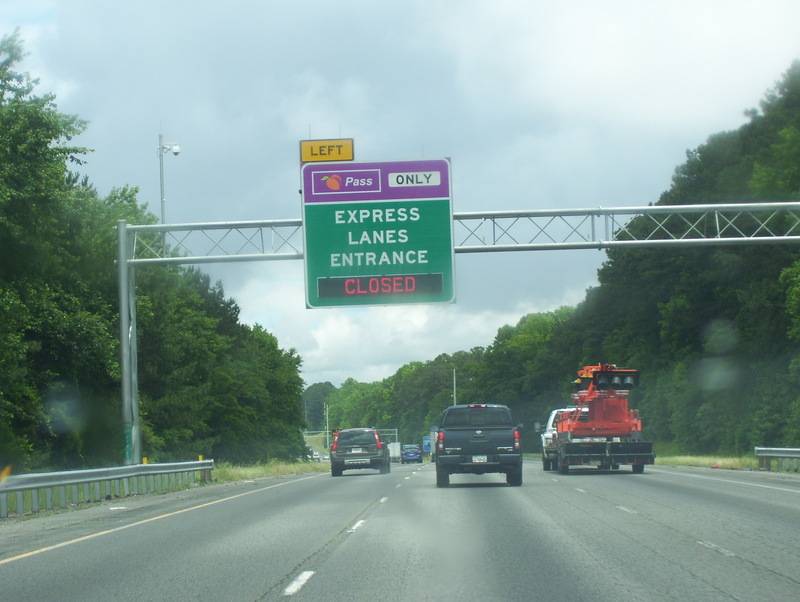 LEFT
Pass ONLY
EXPRESS
LANES
ENTRANCE
CLOSED